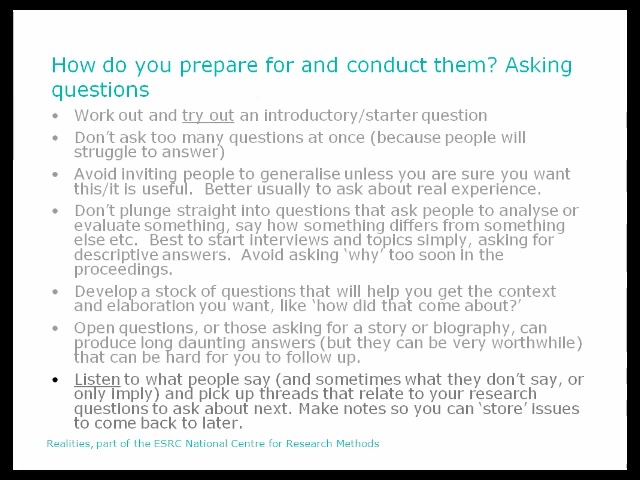 How do you prepare for and conduct them? Asking
questions
• Work out and try out an introductory/starter question
• Don't ask too many questions at once (because people will
struggle to answer)
• Avoid inviting people to generalise unless you are sure you want
this/it is useful.  Better usually to ask about real experience.
• Don't plunge straight into questions that ask people to analyse or
evaluate something, say how something differs from something
else etc.  Best to start interviews and topics simply, asking for
descriptive answers.  Avoid asking 'why' too soon in the
proceedings.
• Develop a stock of questions that will help you get the context
and elaboration you want, like 'how did that come about?'
• Open questions, or those asking for a story or biography, can
produce long daunting answers (but they can be very worthwhile)
that can be hard for you to follow up.
• Listen to what people say (and sometimes what they don't say, or
only imply) and pick up threads that relate to your research
questions to ask about next. Make notes so you can 'store' issues
to come back to later.
Realities, part of the ESRC National Centre for Research Methods